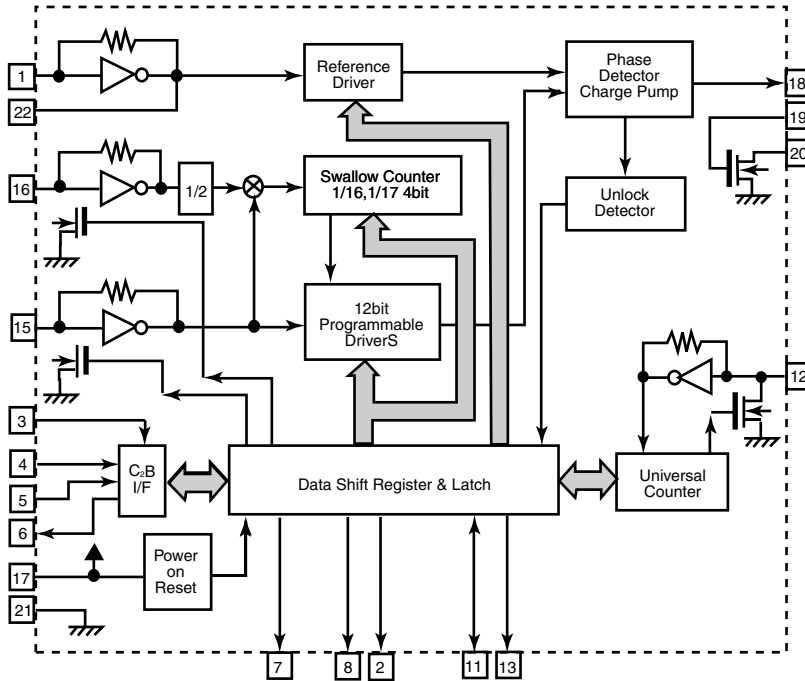 1
Reference
Driver
Phase
Detector
Charge Pump
18
22
19
20
16
1/2
Swallow Counter
1/16,1/17 4bit
Unlock
Detector
15
12bit
Programmable
DriverS
12
3
4
C₂B
I/F
5
Data Shift Register & Latch
Universal
Counter
6
17
Power
on
Reset
21
7
8
2
11
13